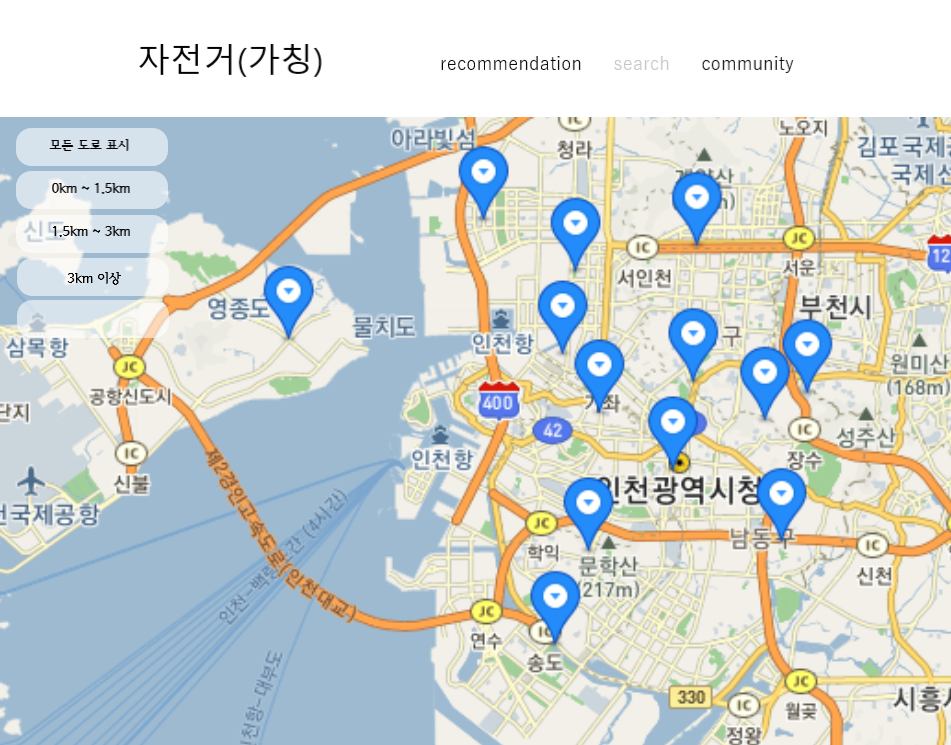 자전거(가칭)
recommendation search community
모든 도로 표시
0km ~ 1.5km
1.5km ~ 3km
3km 이상
아라빛섬
IC
청라
노오지
김포국제공
국제선
JC
IC
서인천
서운
12
부천시
영종도
물치도
인천항
구
삼목항
JC
공항신도시
원미산
(168m)
400
42
IC
장수
성주산
단지
인천항
IC
신불
인천광역시청
국제공항
제2경인고속도로(인천대교)
JC
학익
남동구
IC
신천
문학산
(217m)
JC
연수
IC
송도
인천항-대부도
330
IC
정왕
JC
월곶
시흥시